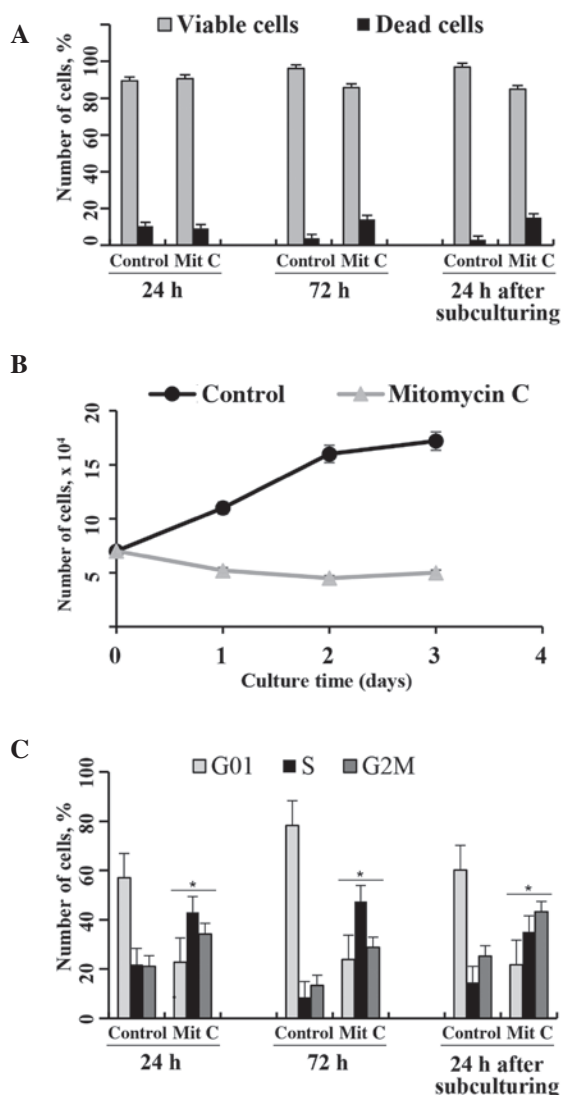 A
Viable cells Dead cells
Number of cells, %
100
80
60
40
20
0
Control Mit C Control Mit C Control Mit C
24 h 72 h 24 h after
subculturing
B
Control Mitomycin C
Number of cells, x 10⁴
20
15
10
5
0 1 2 3 4
Culture time (days)
C
G01 S G2M
Number of cells, %
100
80
60
40
20
0
* * *
Control Mit C Control Mit C Control Mit C
24 h 72 h 24 h after
subculturing